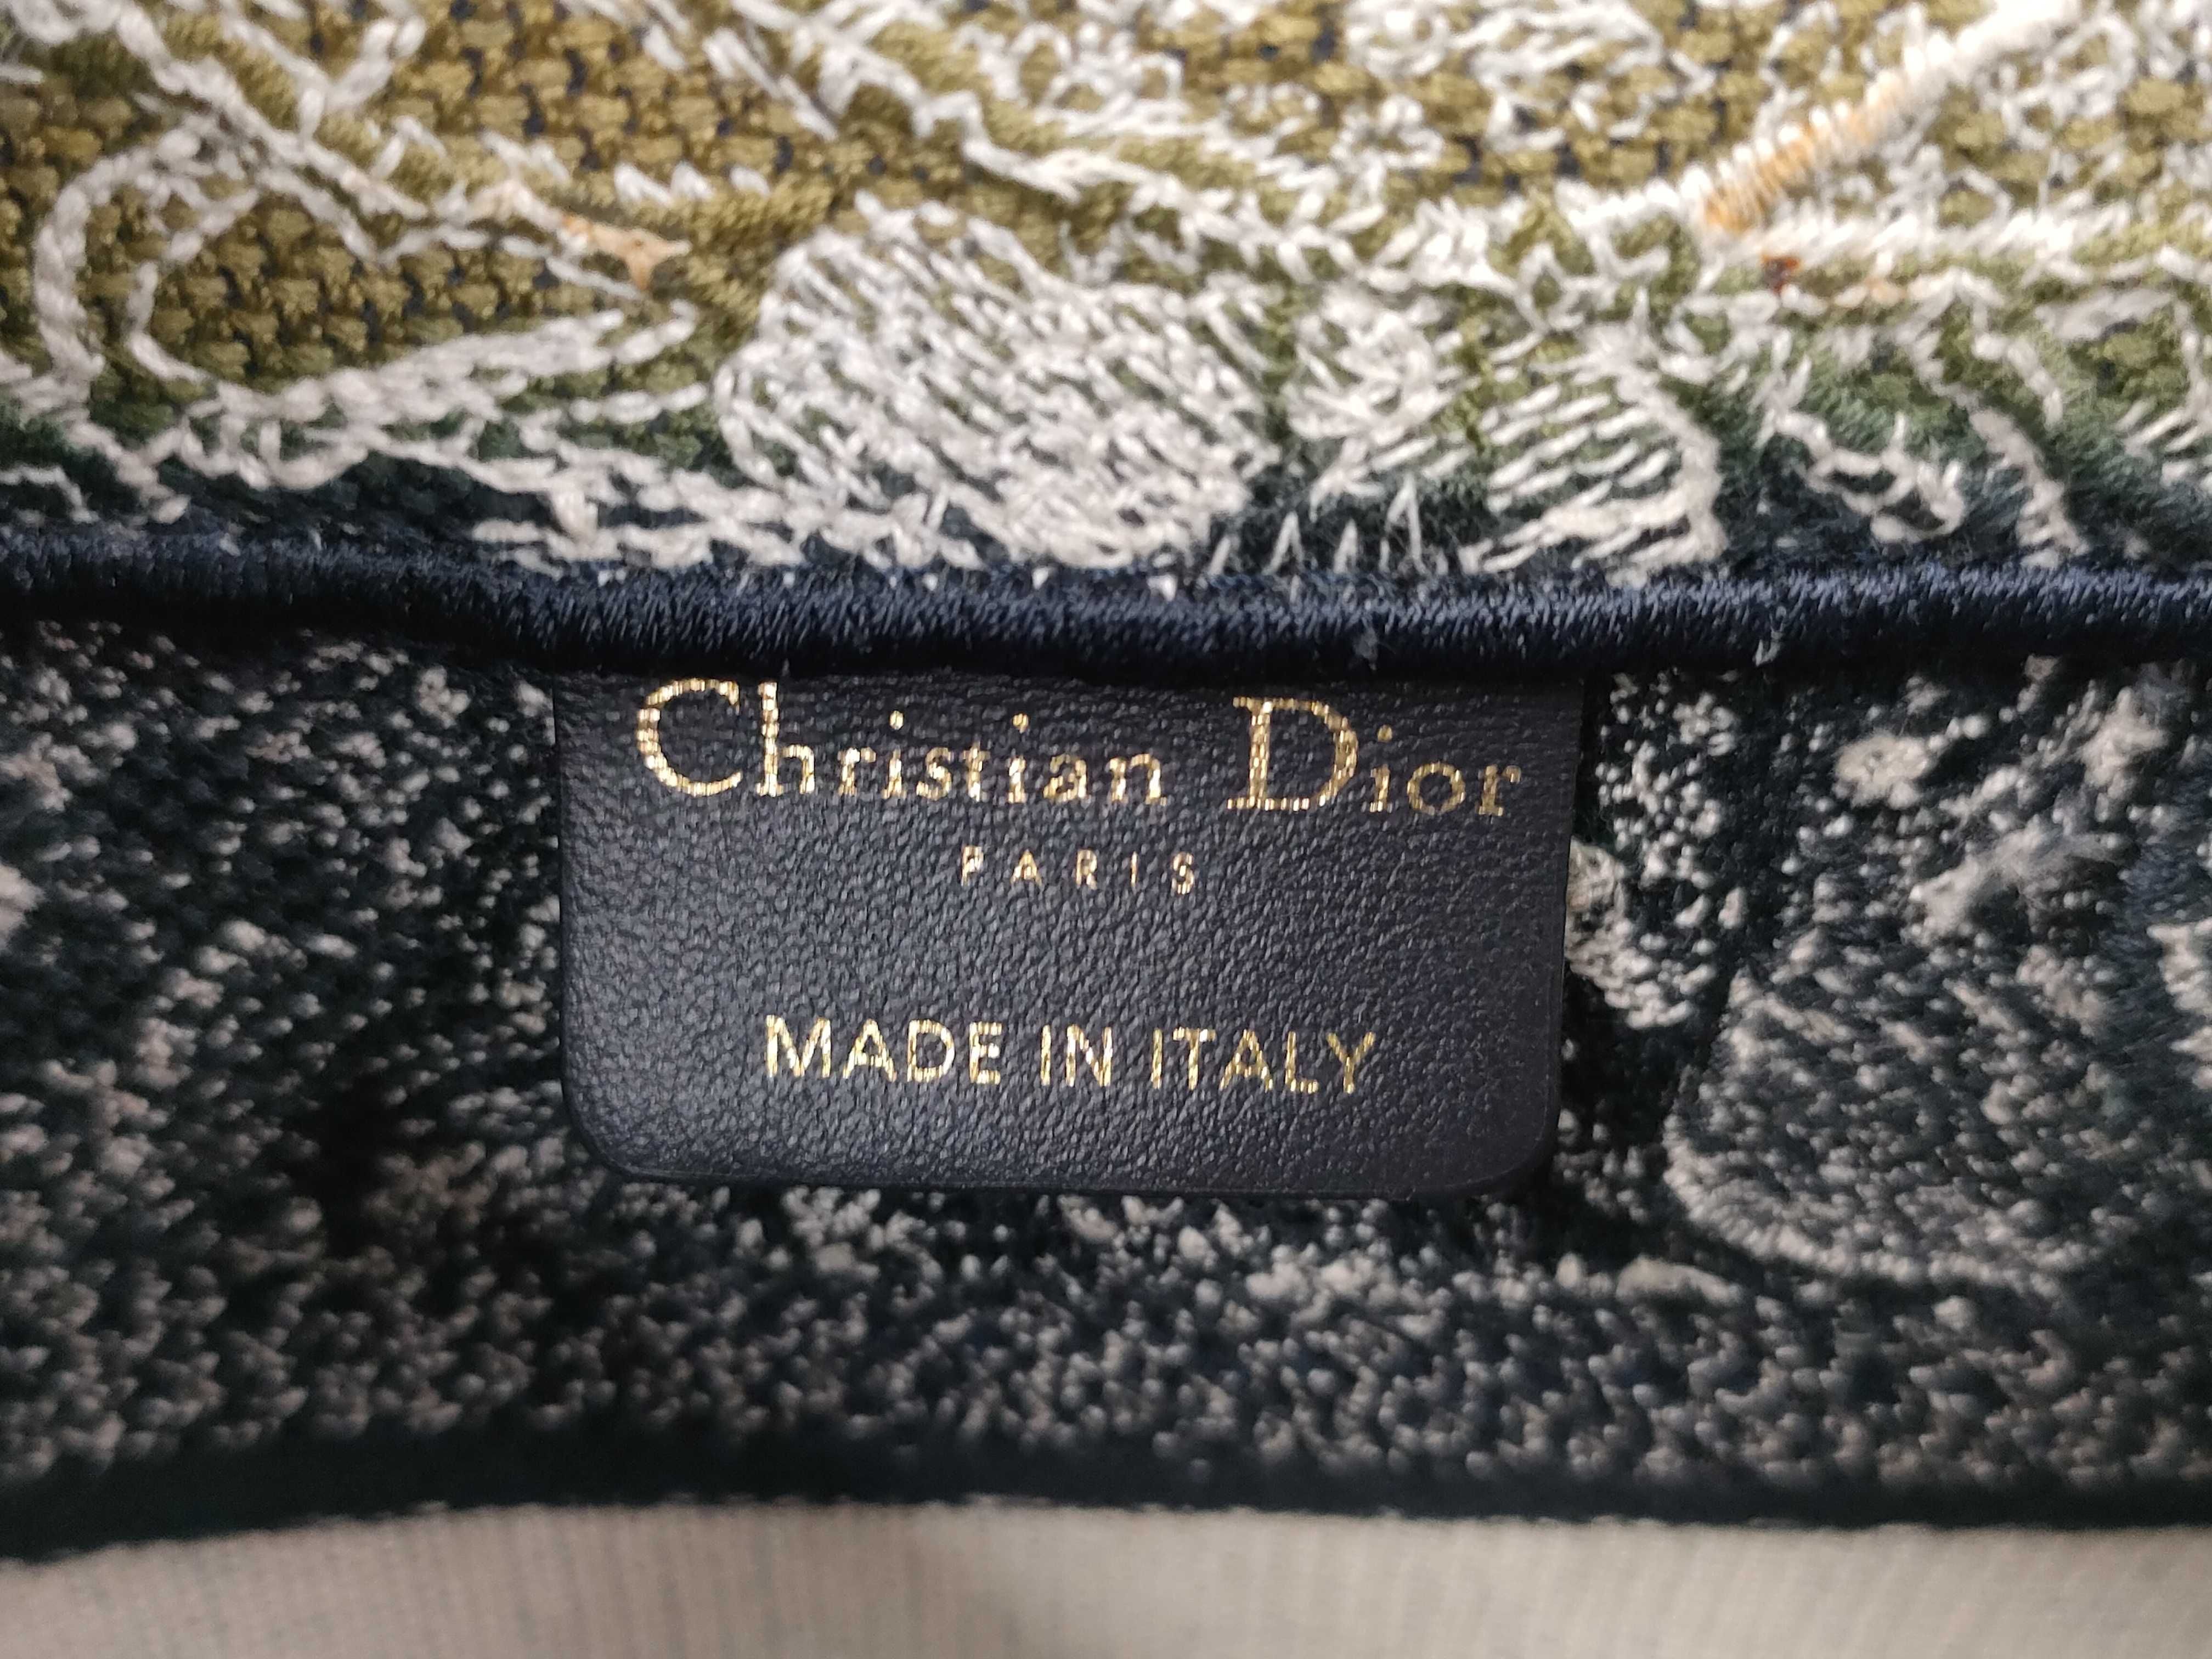 Christian Dior
PARIS
MADE IN ITALY